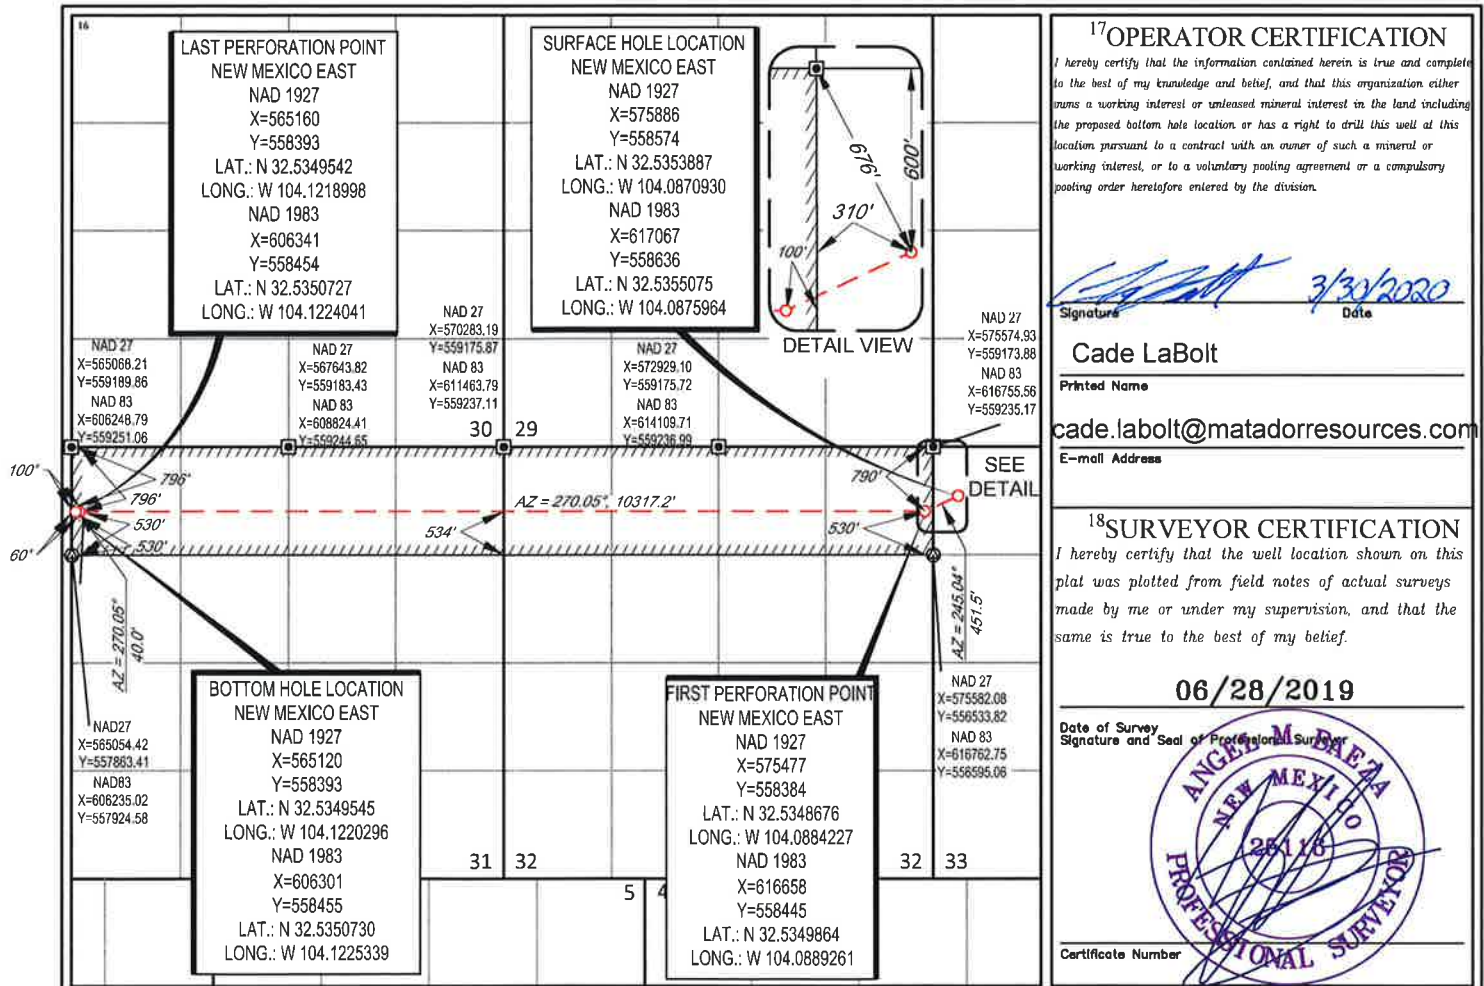 16
LAST PERFORATION POINT
NEW MEXICO EAST
NAD 1927
X=565160
Y=558393
LAT.: N 32.5349542
LONG.: W 104.1218998
NAD 1983
X=606341
Y=558454
LAT.: N 32.5350727
LONG.: W 104.1224041
SURFACE HOLE LOCATION
NEW MEXICO EAST
NAD 1927
X=575886
Y=558574
LAT.: N 32.5353887
LONG.: W 104.0870930
NAD 1983
X=617067
Y=558636
LAT.: N 32.5355075
LONG.: W 104.0875964
676'
600'
310'
100'
DETAIL VIEW
NAD 27
X=565068.21
Y=559189.86
NAD 83
X=606248.79
Y=559251.06
NAD 27
X=567643.82
Y=559183.43
NAD 83
X=608824.41
Y=559244.65
NAD 27
X=570283.19
Y=559175.87
NAD 83
X=611463.79
Y=559237.11
NAD 27
X=572929.10
Y=559175.72
NAD 83
X=614109.71
Y=559236.99
NAD 27
X=575574.93
Y=559173.88
NAD 83
X=616755.56
Y=559235.17
30 29
100'
796'
796'
530'
530'
60'
AZ = 270.05°, 10317.2'
534'
790'
530'
SEE
DETAIL
AZ = 270.05°
40.0'
AZ = 245.04°
451.5'
NAD27
X=565054.42
Y=557863.41
NAD83
X=606235.02
Y=557924.58
BOTTOM HOLE LOCATION
NEW MEXICO EAST
NAD 1927
X=565120
Y=558393
LAT.: N 32.5349545
LONG.: W 104.1220296
NAD 1983
X=606301
Y=558455
LAT.: N 32.5350730
LONG.: W 104.1225339
FIRST PERFORATION POINT
NEW MEXICO EAST
NAD 1927
X=575477
Y=558384
LAT.: N 32.5348676
LONG.: W 104.0884227
NAD 1983
X=616658
Y=558445
LAT.: N 32.5349864
LONG.: W 104.0889261
NAD 27
X=575582.08
Y=556533.82
NAD 83
X=616762.75
Y=556595.06
31 32
32 33
5 4
17 OPERATOR CERTIFICATION
I hereby certify that the information contained herein is true and complete
to the best of my knowledge and belief, and that this organization either
owns a working interest or unleased mineral interest in the land including
the proposed bottom hole location or has a right to drill this well at this
location pursuant to a contract with an owner of such a mineral or
working interest, or to a voluntary pooling agreement or a compulsory
pooling order heretofore entered by the division.
3/30/2020
Signature Date
Cade LaBolt
Printed Name
cade.labolt@matadorresources.com
E-mail Address
18 SURVEYOR CERTIFICATION
I hereby certify that the well location shown on this
plat was plotted from field notes of actual surveys
made by me or under my supervision, and that the
same is true to the best of my belief.
06/28/2019
Date of Survey
Signature and Seal of Professional Surveyor
ANGEL M. BAEZA
NEW MEXICO
25116
PROFESSIONAL SURVEYOR
Certificate Number